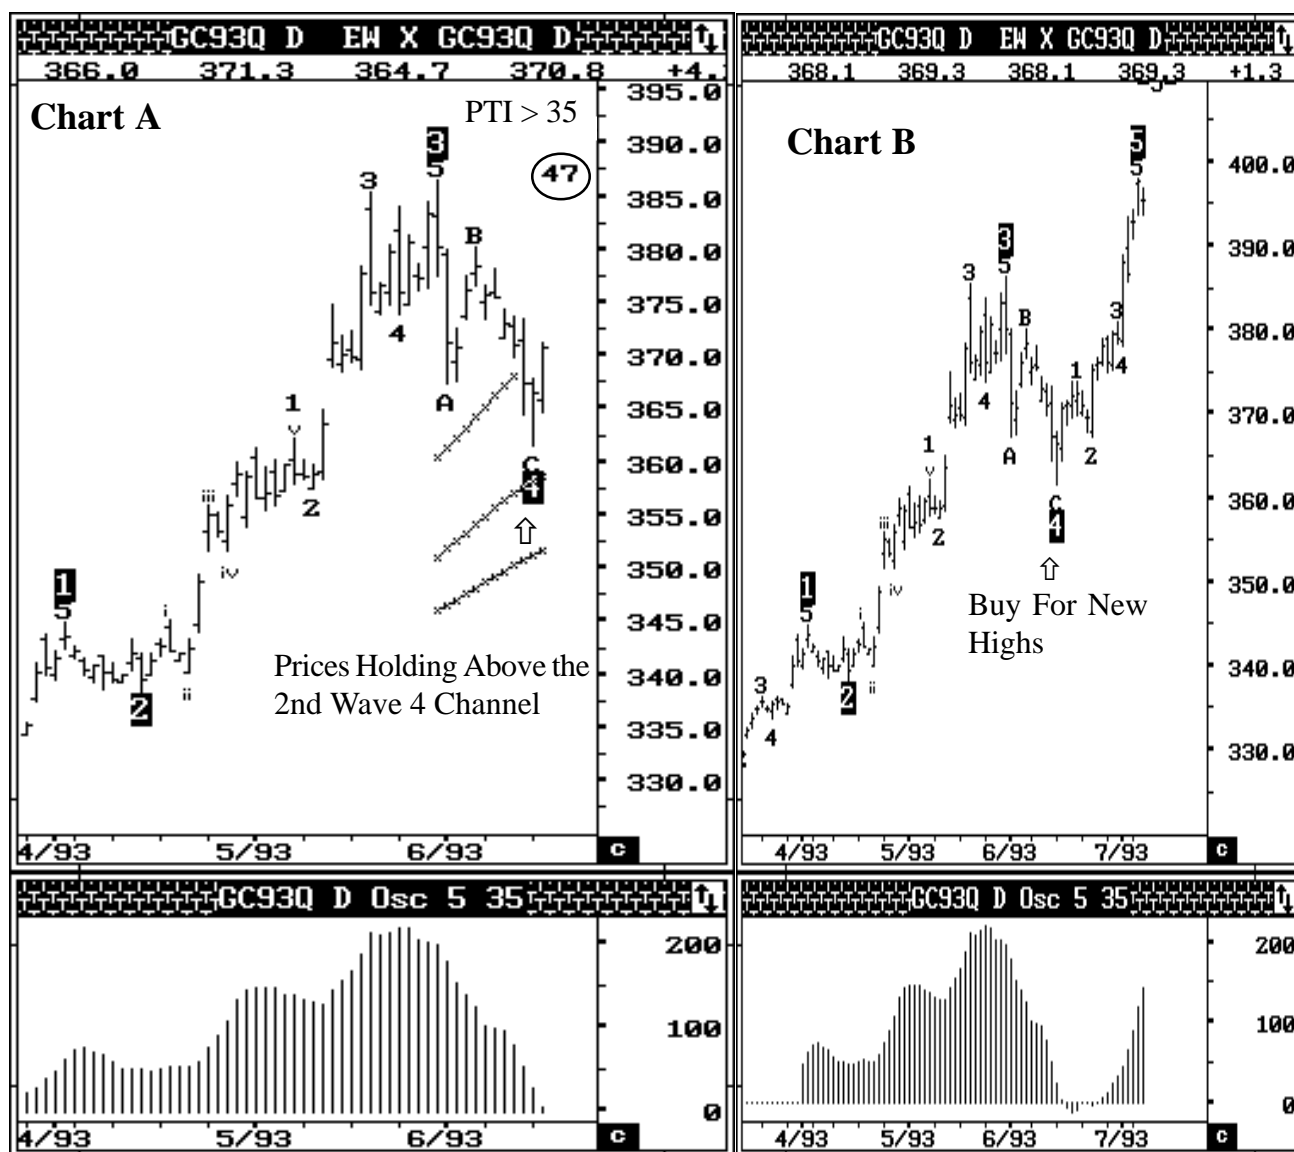 GC93Q D EW X GC93Q D
366.0 371.3 364.7 370.8 +4.
Chart A
PTI > 35
395.0
390.0
3
5
47
385.0
3
380.0
B
375.0
4
370.0
A
365.0
1
v
360.0
C
4
2
iii
355.0
iv
350.0
1
5
i
345.0
340.0
ii
2
Prices Holding Above the
2nd Wave 4 Channel
335.0
330.0
4/93 5/93 6/93 C
GC93Q D Osc 5 35
200
100
0
4/93 5/93 6/93 C
GC93Q D EW X GC93Q D
368.1 369.3 368.1 369.3 +1.3
Chart B
5
5
400.0
3
5
390.0
3
B
380.0
3
4
1
4
370.0
A
2
1
v
360.0
C
4
2
iii
iv
350.0
Buy For New
Highs
1
5
i
340.0
ii
2
3
4
330.0
4/93 5/93 6/93 7/93 C
GC93Q D Osc 5 35
200
100
0
4/93 5/93 6/93 7/93 C